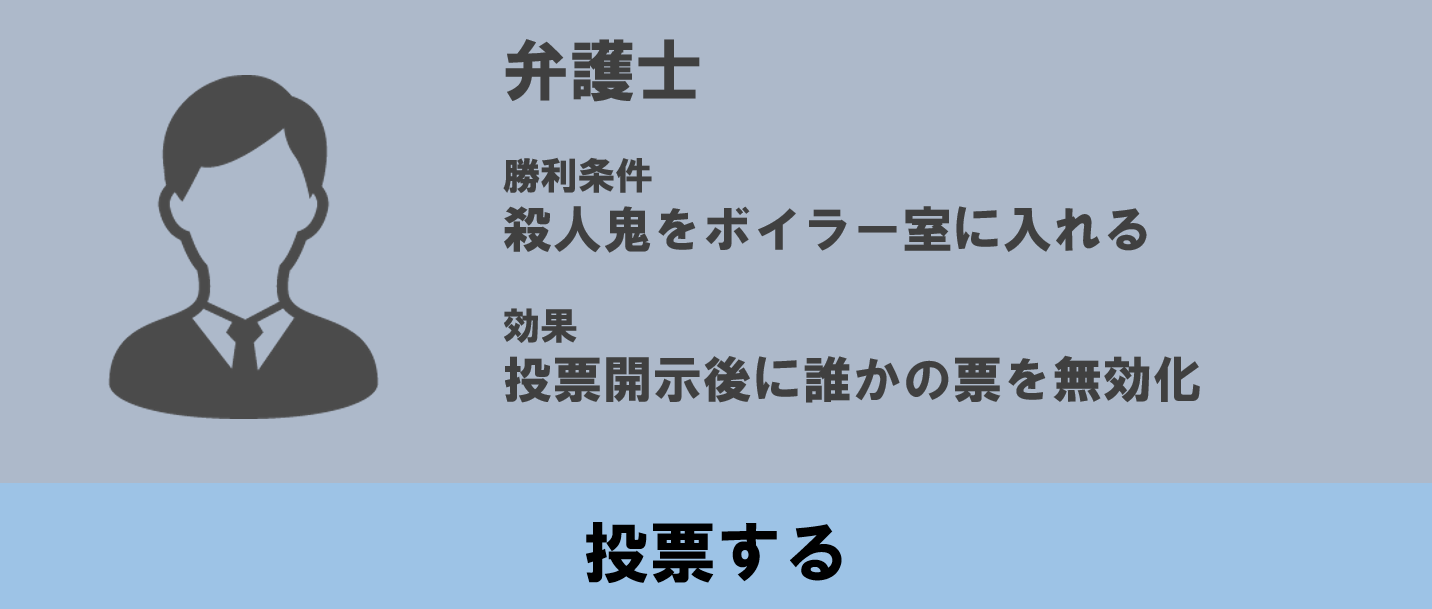 弁護士
勝利条件
殺人鬼をボイラー室に入れる
効果
投票開示後に誰かの票を無効化
投票する